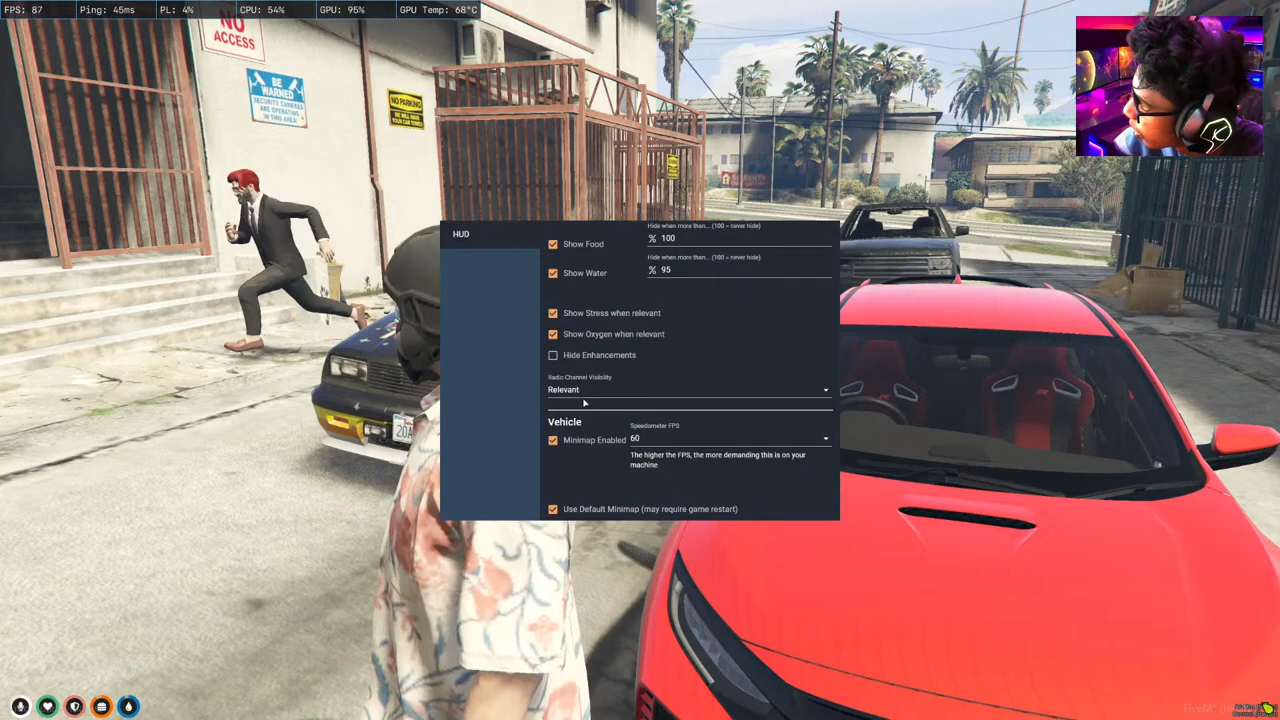 FPS: 87 Ping: 45ms PL: 4% CPU: 54% GPU: 95% GPU Temp: 68°C
NO
ACCESS
BE
WARNED
SECURITY CAMERAS
ARE OPERATING
IN THIS AREA!
NO PARKING
HUD
Hide when more than... (100 = never hide)
Show Food
% 100
Hide when more than... (100 = never hide)
Show Water
% 95
Show Stress when relevant
Show Oxygen when relevant
Hide Enhancements
Radio Channel Visibility
Relevant
Vehicle
Speedometer FPS
Minimap Enabled
60
The higher the FPS, the more demanding this is on your
machine
Use Default Minimap (may require game restart)
20A
FiveM